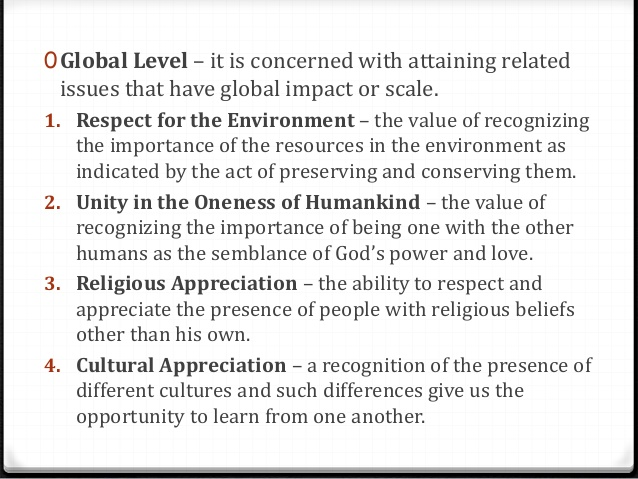 O Global Level – it is concerned with attaining related
issues that have global impact or scale.
1. Respect for the Environment – the value of recognizing
the importance of the resources in the environment as
indicated by the act of preserving and conserving them.
2. Unity in the Oneness of Humankind – the value of
recognizing the importance of being one with the other
humans as the semblance of God’s power and love.
3. Religious Appreciation – the ability to respect and
appreciate the presence of people with religious beliefs
other than his own.
4. Cultural Appreciation – a recognition of the presence of
different cultures and such differences give us the
opportunity to learn from one another.